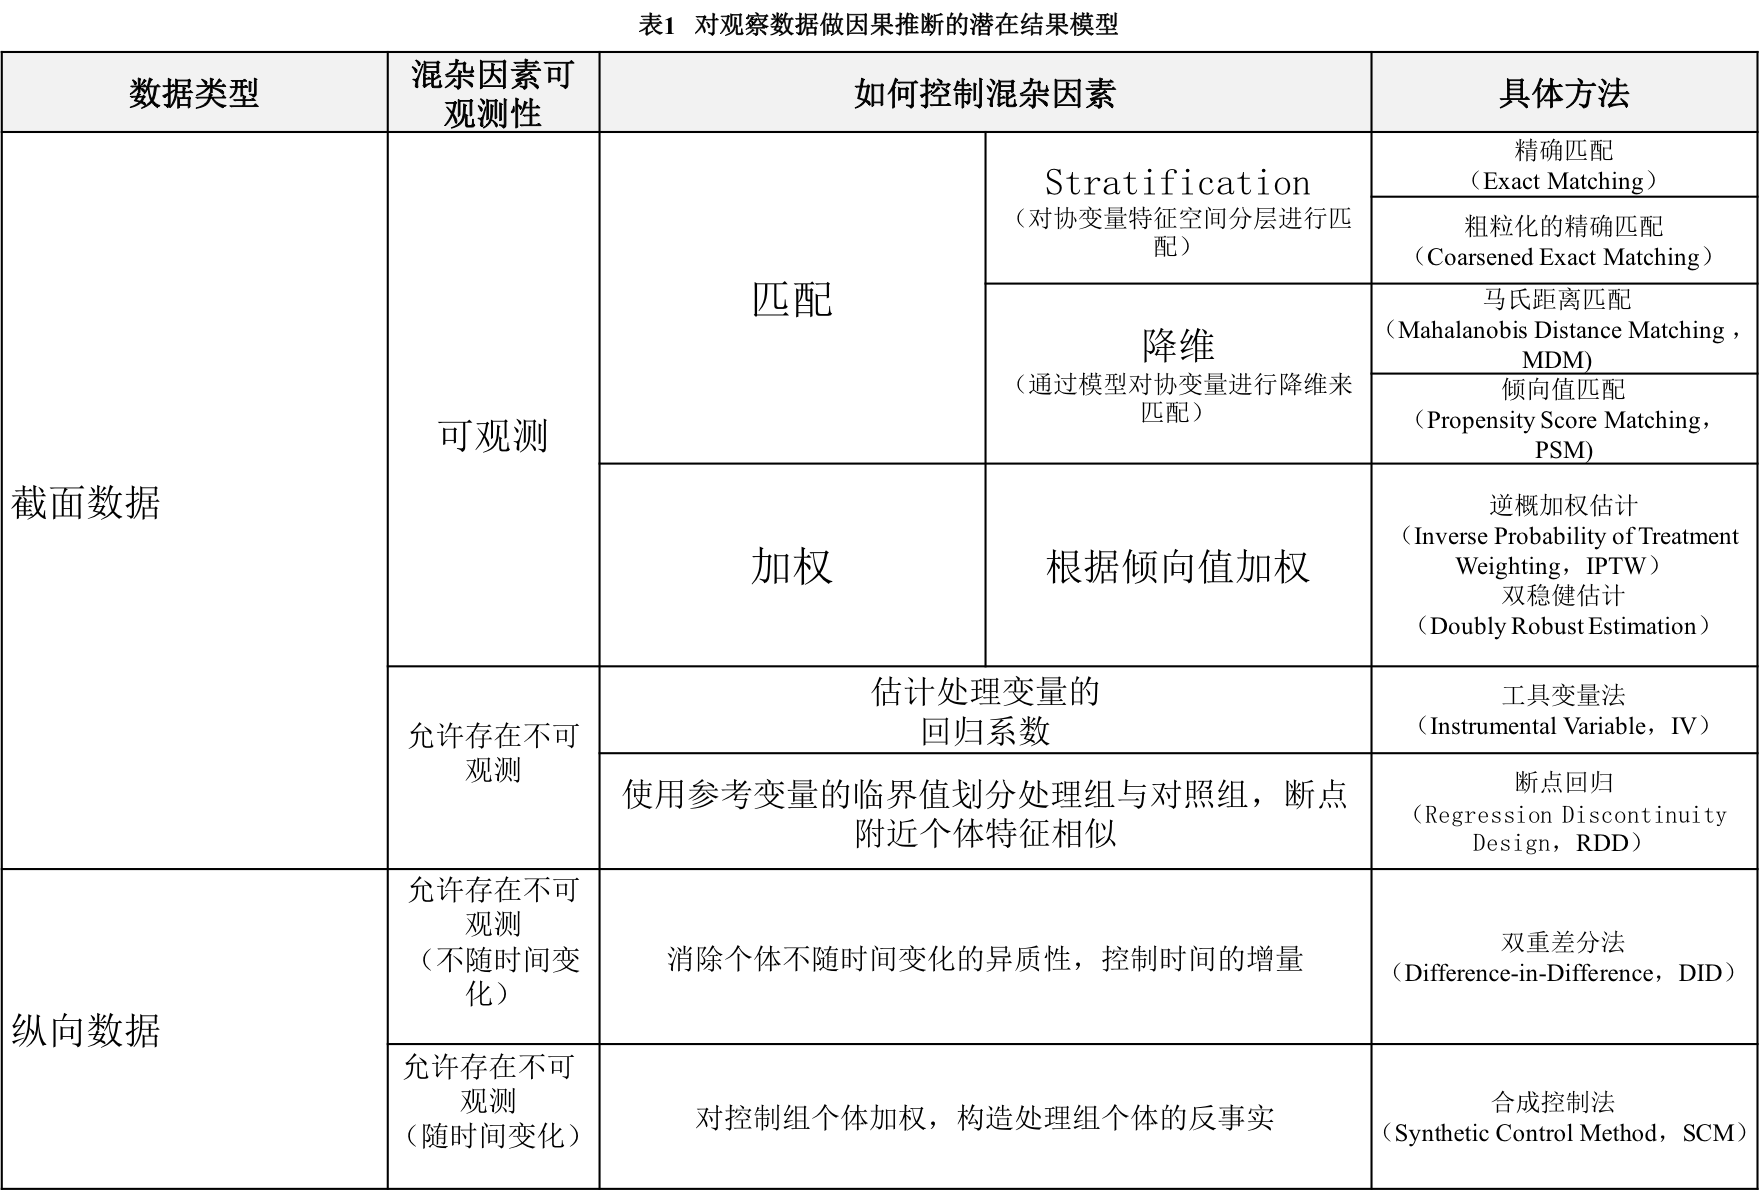 表1 对观察数据做因果推断的潜在结果模型
数据类型
混杂因素可
观测性
如何控制混杂因素
具体方法
截面数据
可观测
匹配
Stratification
（对协变量特征空间分层进行匹
配）
精确匹配
（Exact Matching）
粗粒化的精确匹配
（Coarsened Exact Matching）
降维
（通过模型对协变量进行降维来
匹配）
马氏距离匹配
（Mahalanobis Distance Matching，
MDM)
倾向值匹配
（Propensity Score Matching，
PSM)
加权
根据倾向值加权
逆概加权估计
（Inverse Probability of Treatment
Weighting，IPTW）
双稳健估计
（Doubly Robust Estimation）
允许存在不可
观测
估计处理变量的
回归系数
工具变量法
（Instrumental Variable，IV）
使用参考变量的临界值划分处理组与对照组，断点
附近个体特征相似
断点回归
（Regression Discontinuity
Design，RDD）
纵向数据
允许存在不可
观测
（不随时间变
化）
消除个体不随时间变化的异质性，控制时间的增量
双重差分法
（Difference-in-Difference，DID）
允许存在不可
观测
（随时间变化）
对控制组个体加权，构造处理组个体的反事实
合成控制法
（Synthetic Control Method，SCM）